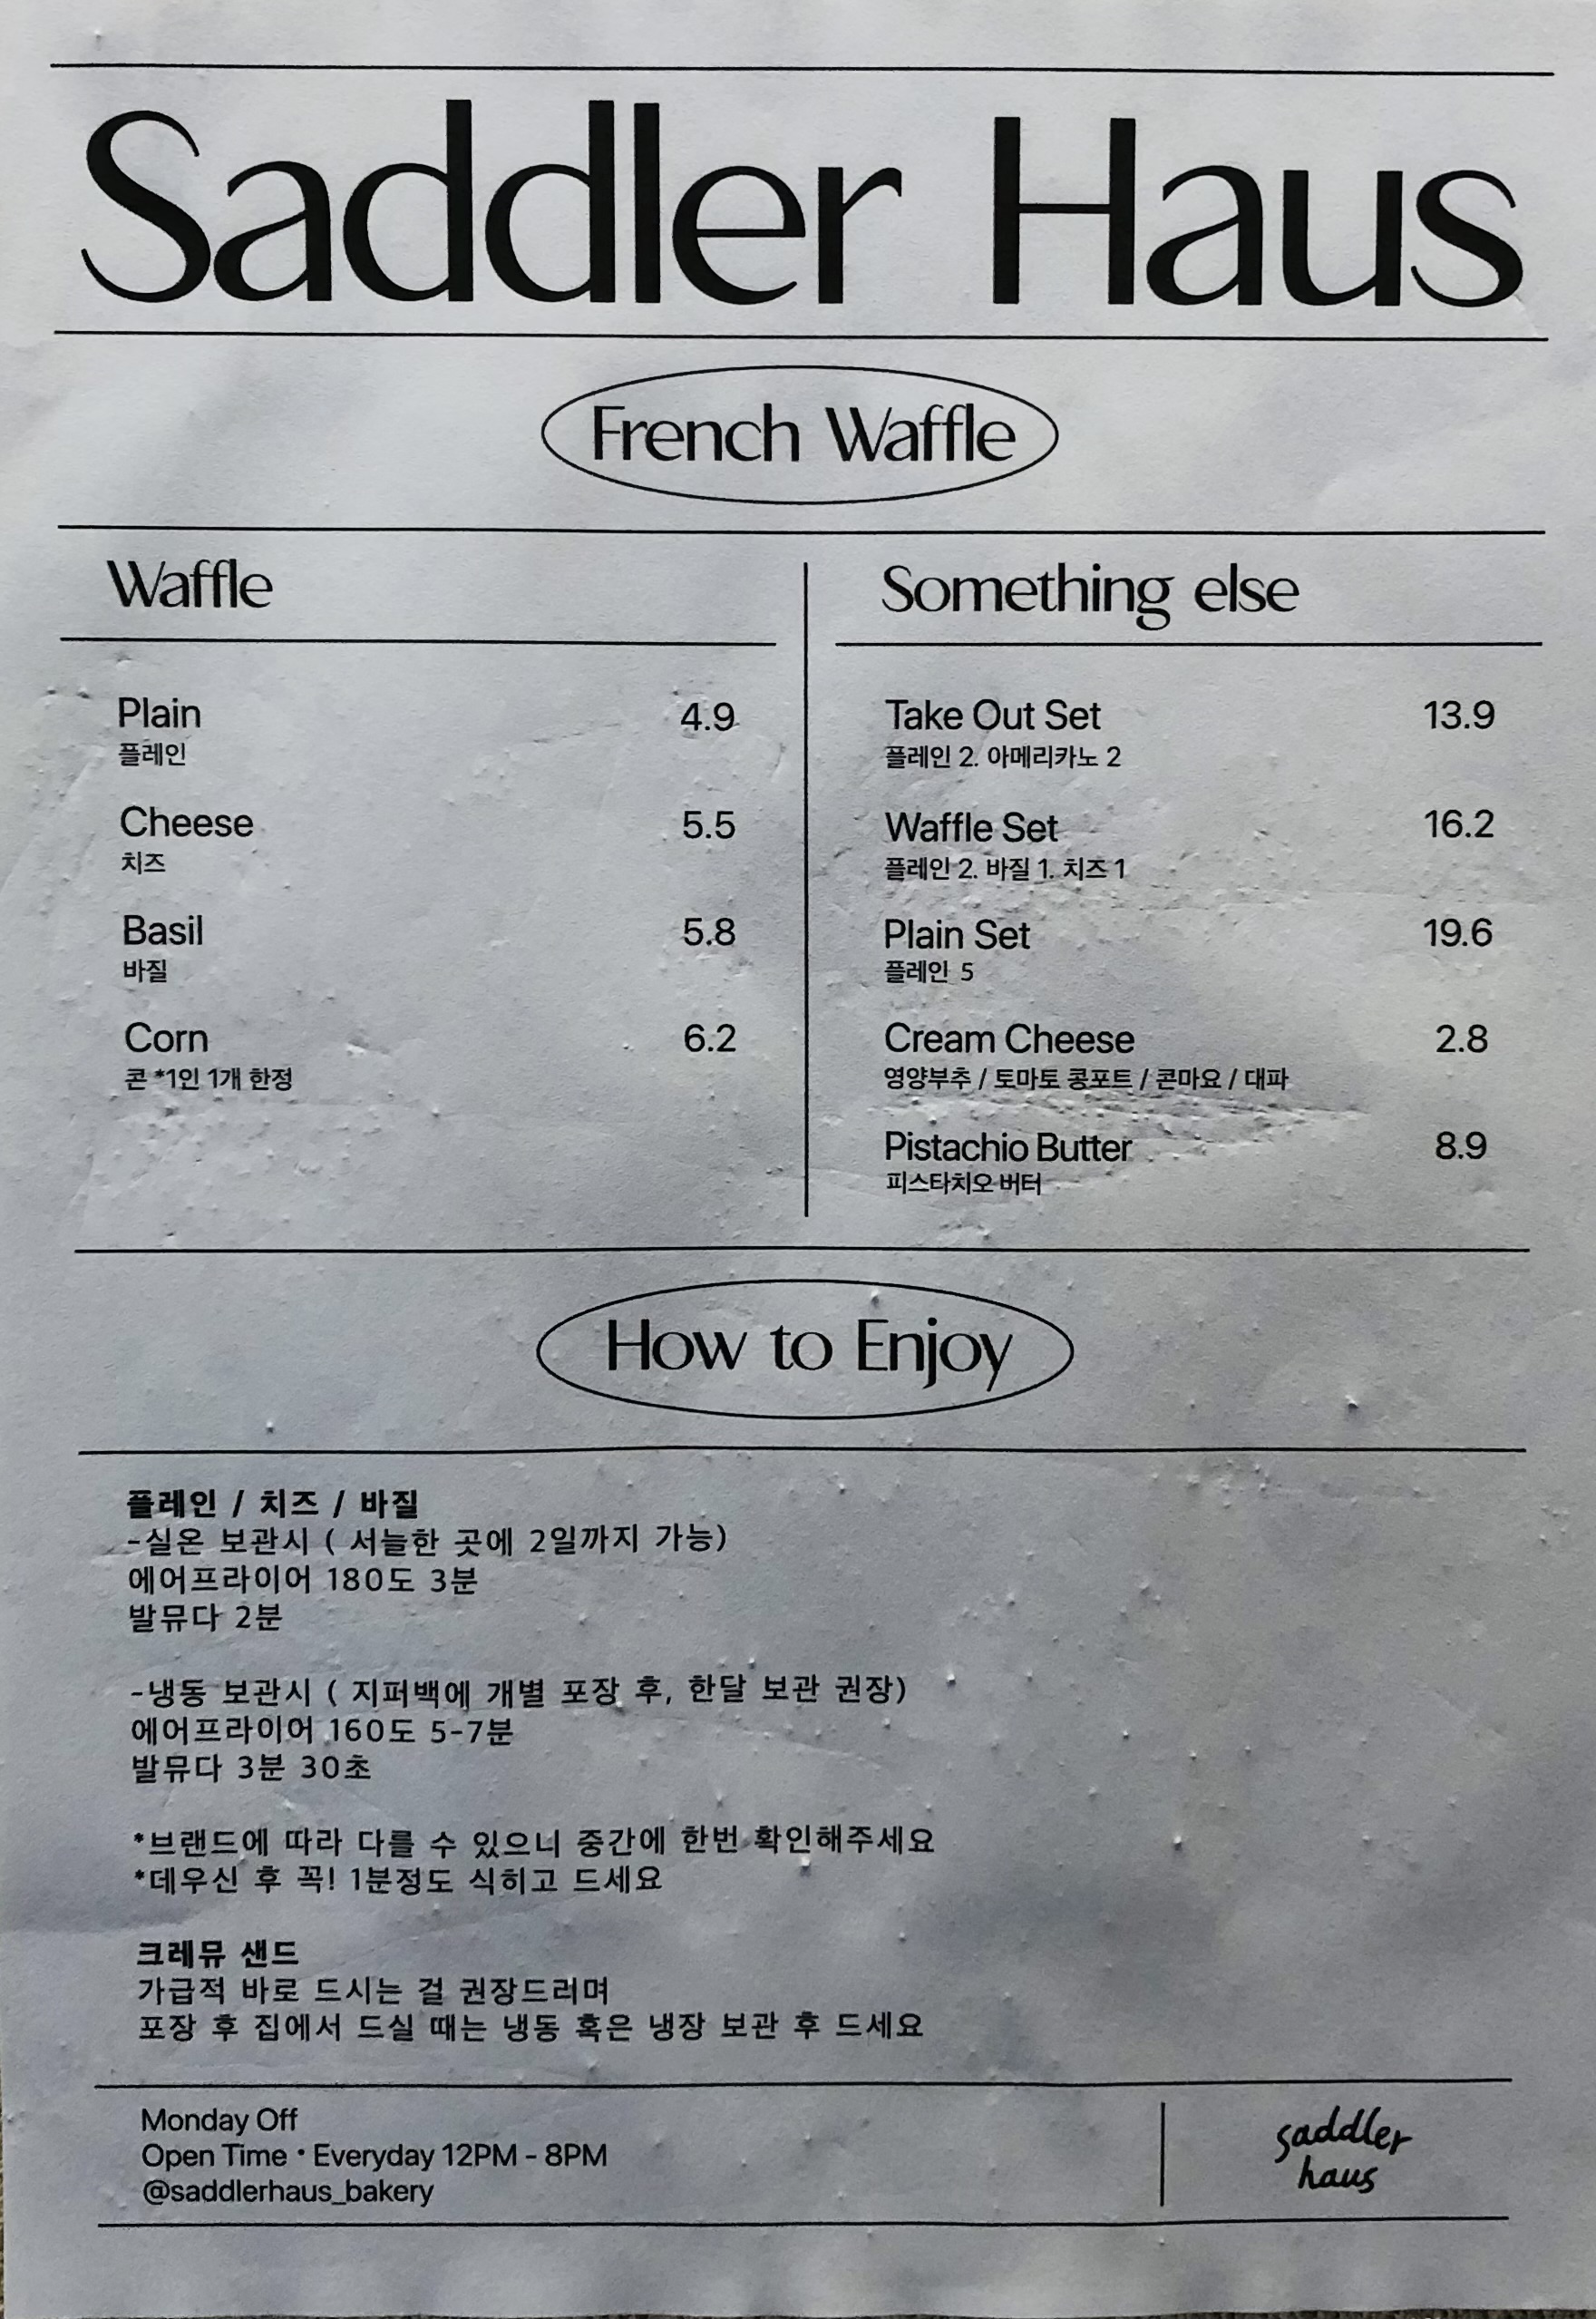 Saddler Haus
French Waffle
Waffle
Plain 4.9
플레인
Cheese 5.5
치즈
Basil 5.8
바질
Corn 6.2
콘 *1인 1개 한정
Something else
Take Out Set 13.9
플레인 2. 아메리카노 2
Waffle Set 16.2
플레인 2. 바질 1. 치즈 1
Plain Set 19.6
플레인 5
Cream Cheese 2.8
영양부추 / 토마토 콩포트 / 콘마요 / 대파
Pistachio Butter 8.9
피스타치오 버터
How to Enjoy
플레인 / 치즈 / 바질
-실온 보관시 ( 서늘한 곳에 2일까지 가능)
에어프라이어 180도 3분
발뮤다 2분
-냉동 보관시 ( 지퍼백에 개별 포장 후, 한달 보관 권장)
에어프라이어 160도 5-7분
발뮤다 3분 30초
*브랜드에 따라 다를 수 있으니 중간에 한번 확인해주세요
*데우신 후 꼭! 1분정도 식히고 드세요
크레뮤 샌드
가급적 바로 드시는 걸 권장드러며
포장 후 집에서 드실 때는 냉동 혹은 냉장 보관 후 드세요
Monday Off
Open Time • Everyday 12PM - 8PM
@saddlerhaus_bakery
saddler
haus